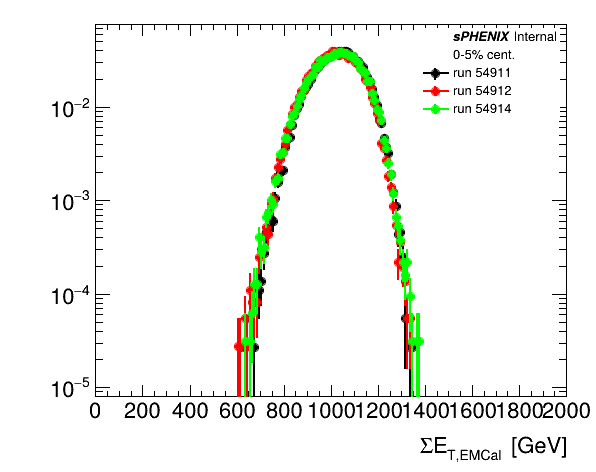 sPHENIX Internal
0-5% cent.
run 54911
run 54912
run 54914
10⁻²
10⁻³
10⁻⁴
10⁻⁵
0 200 400 600 800 1000 1200 1400 1600 1800 2000
ΣE_T,EMCal [GeV]